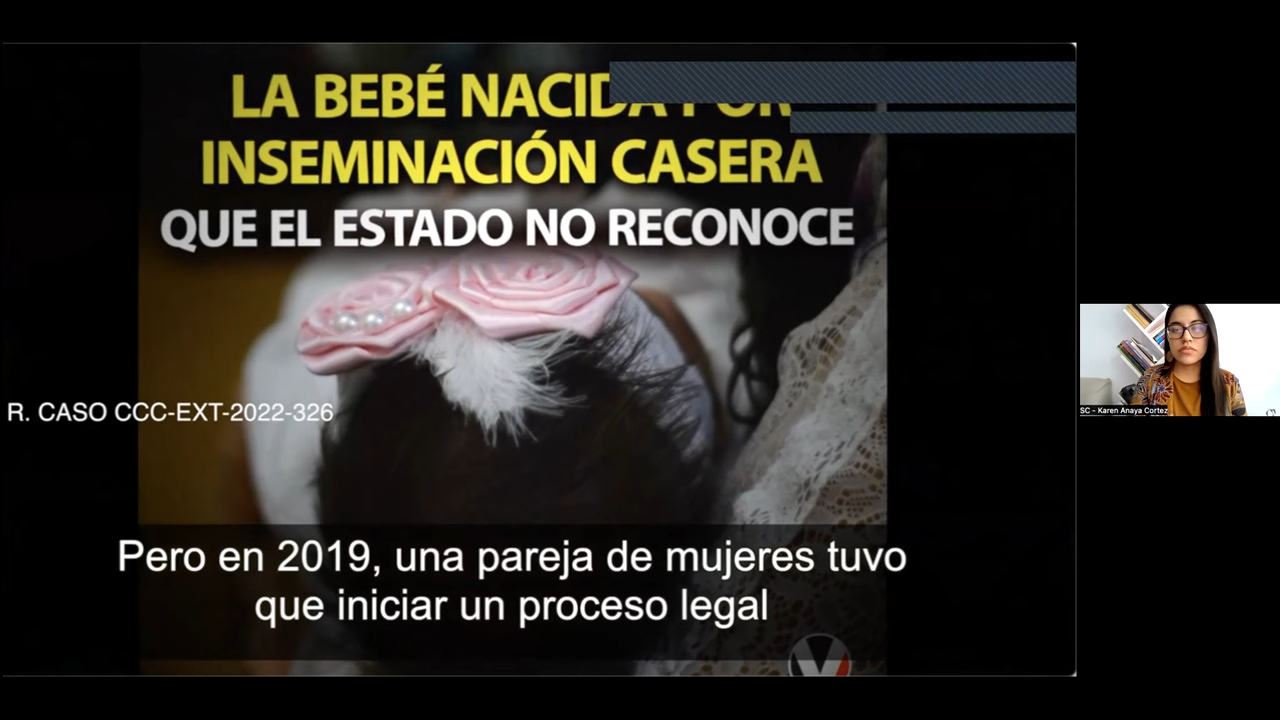 LA BEBÉ NACIDA POR
INSEMINACIÓN CASERA
QUE EL ESTADO NO RECONOCE
R. CASO CCC-EXT-2022-326
Pero en 2019, una pareja de mujeres tuvo
que iniciar un proceso legal
SC - Karen Anaya Cortez